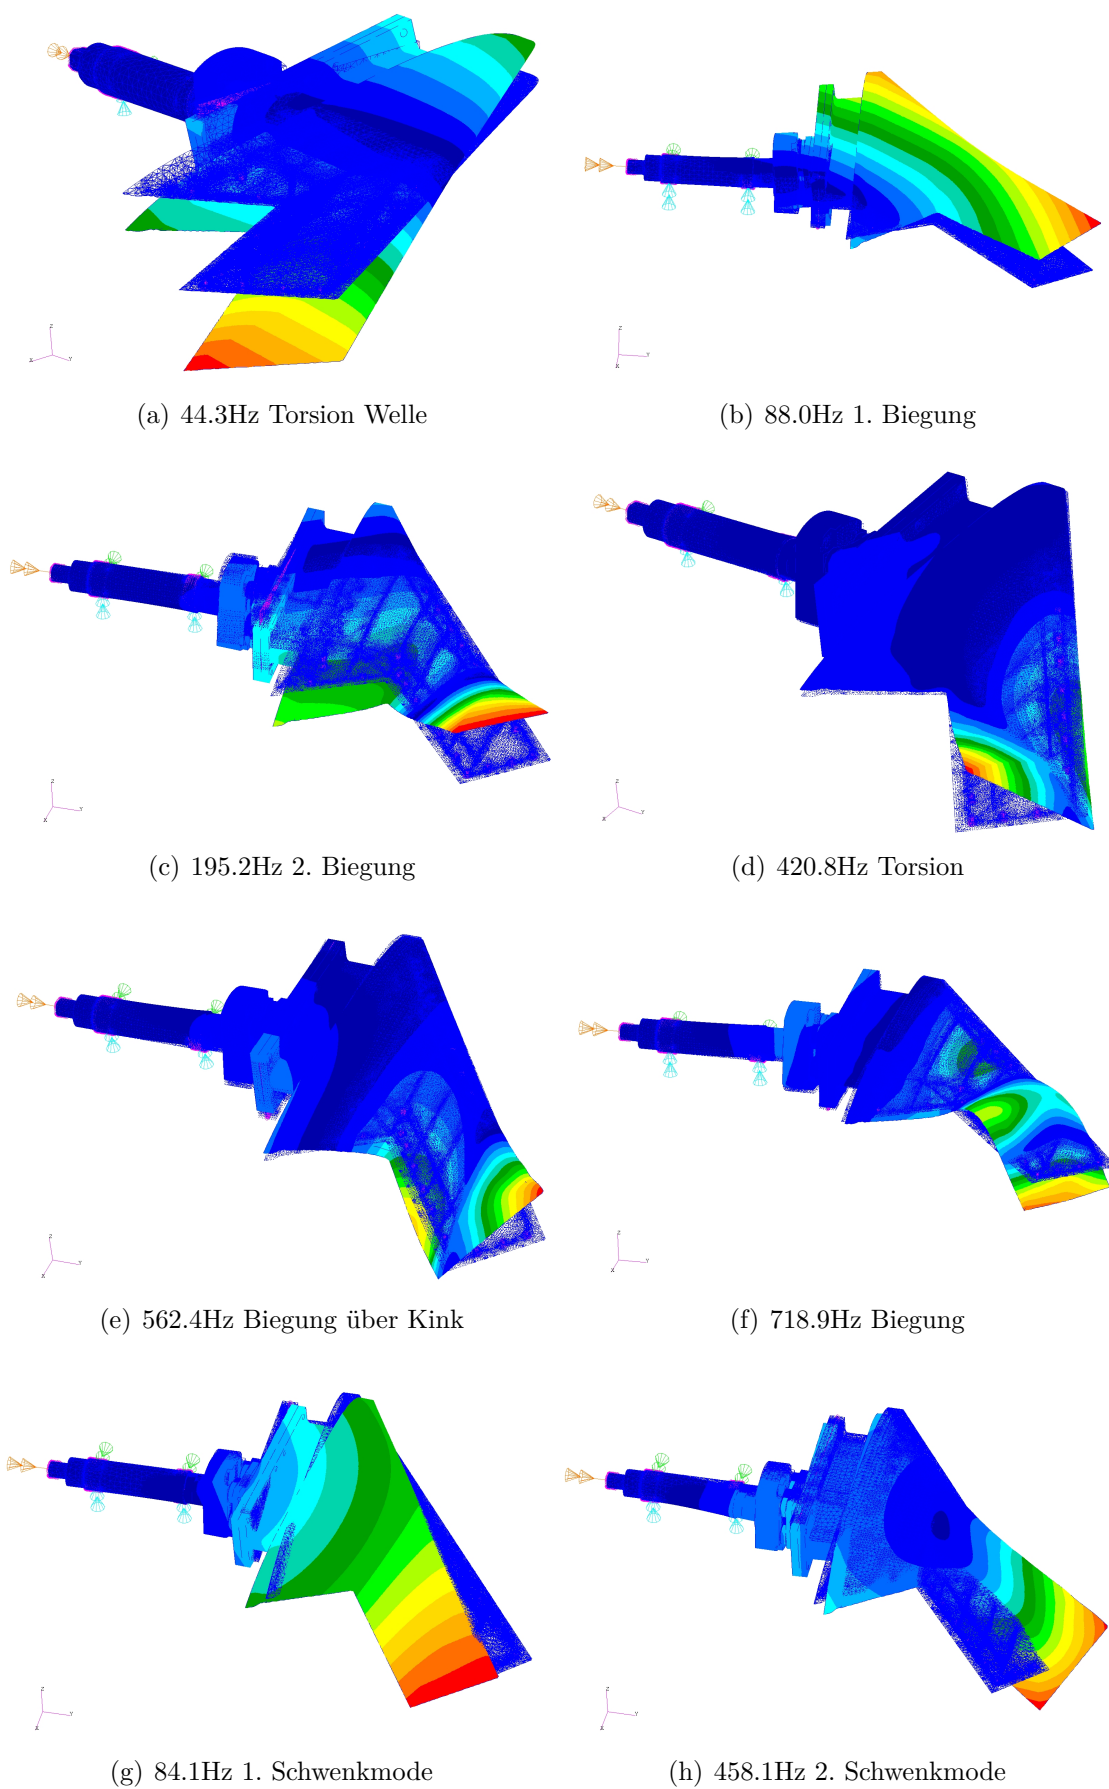 (a) 44.3Hz Torsion Welle
(b) 88.0Hz 1. Biegung
(c) 195.2Hz 2. Biegung
(d) 420.8Hz Torsion
(e) 562.4Hz Biegung über Kink
(f) 718.9Hz Biegung
(g) 84.1Hz 1. Schwenkmode
(h) 458.1Hz 2. Schwenkmode